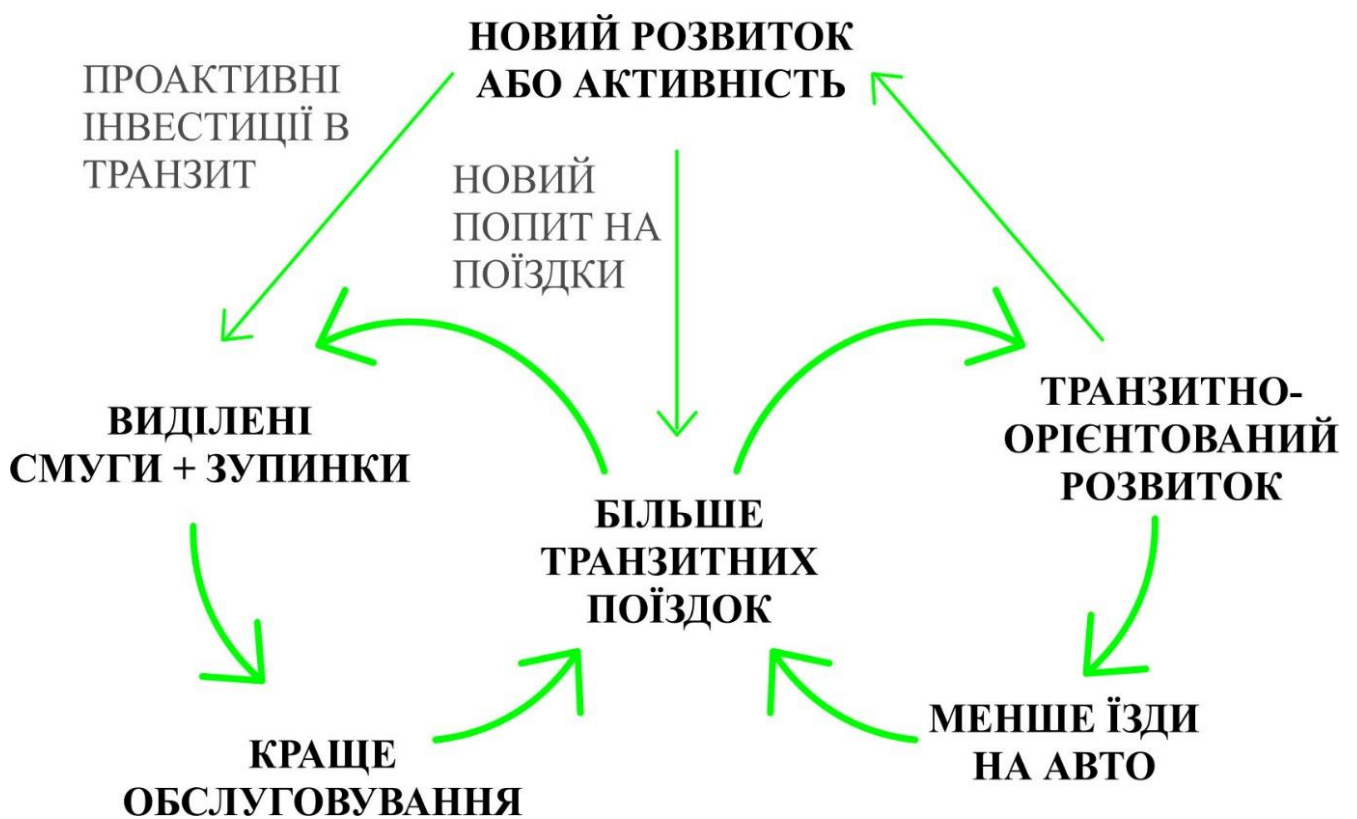 НОВИЙ РОЗВИТОК
АБО АКТИВНІСТЬ
ПРОАКТИВНІ
ІНВЕСТИЦІЇ В
ТРАНЗИТ
НОВИЙ
ПОПИТ НА
ПОЇЗДКИ
ВИДІЛЕНІ
СМУГИ + ЗУПИНКИ
ТРАНЗИТНО-
ОРІЄНТОВАНИЙ
РОЗВИТОК
БІЛЬШЕ
ТРАНЗИТНИХ
ПОЇЗДОК
КРАЩЕ
ОБСЛУГОВУВАННЯ
МЕНШЕ ЇЗДИ
НА АВТО